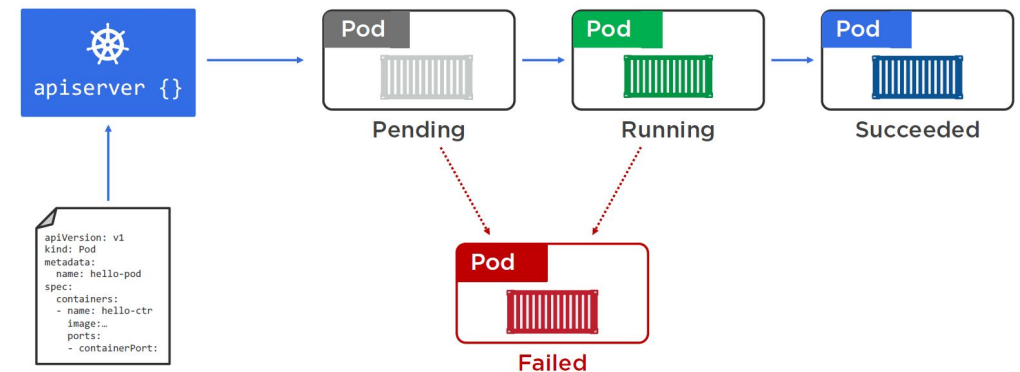 apiserver {}
Pod
Pending
Pod
Running
Pod
Succeeded
apiVersion: v1
kind: Pod
metadata:
  name: hello-pod
spec:
  containers:
  - name: hello-ctr
    image:…
    ports:
    - containerPort:
Pod
Failed